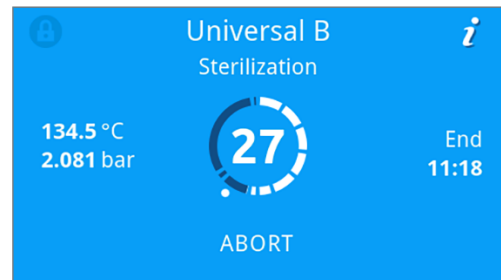 Universal B
i
Sterilization
134.5 °C
2.081 bar
27
End
11:18
ABORT